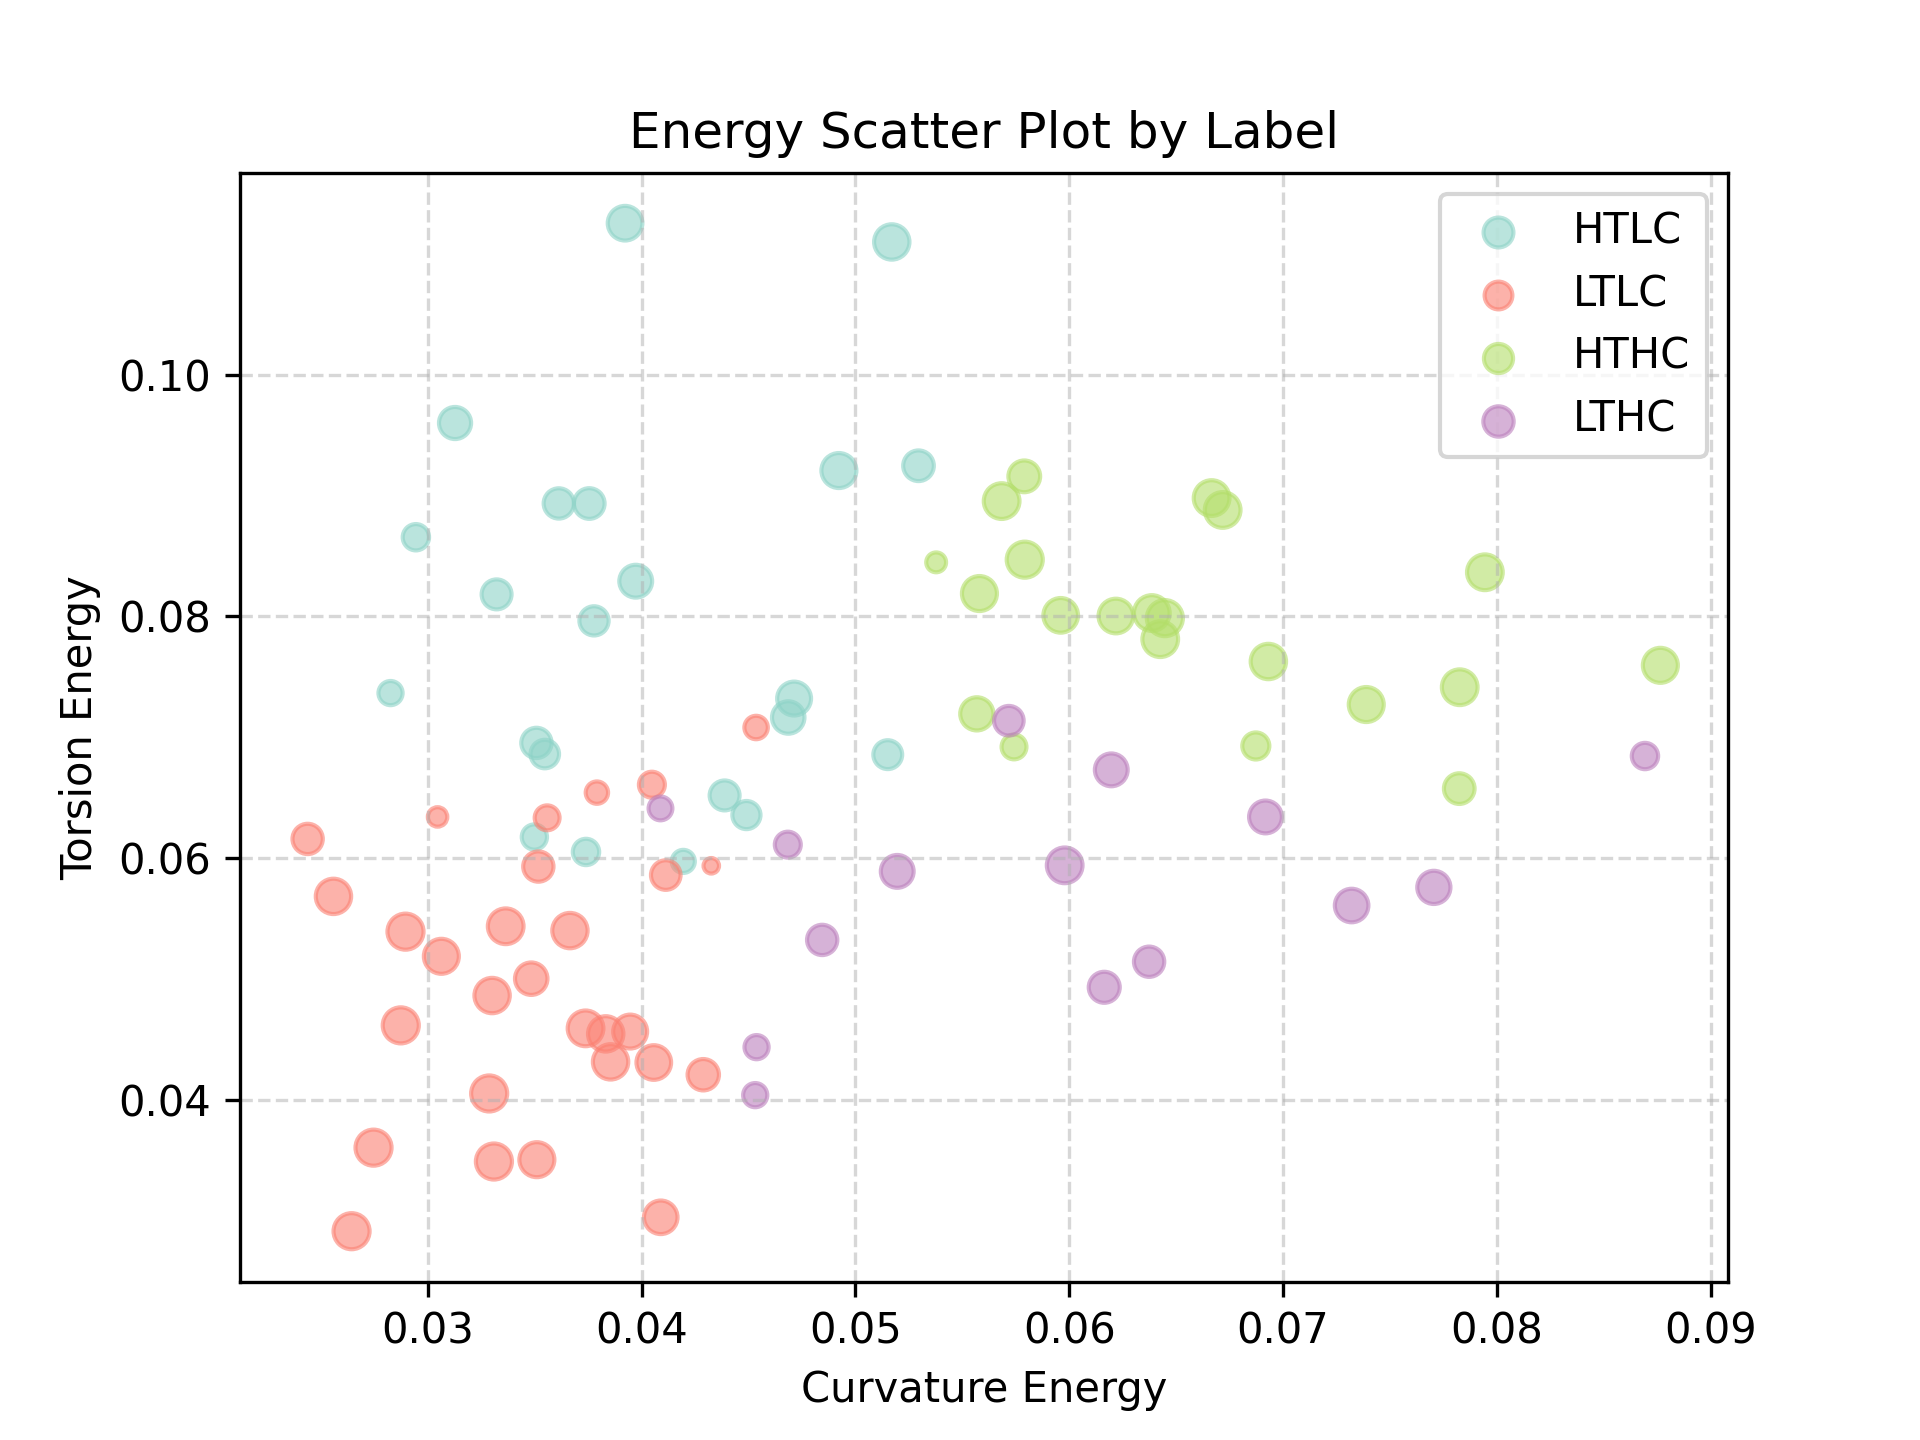 Energy Scatter Plot by Label
HTLC
LTLC
HTHC
LTHC
Torsion Energy
0.10
0.08
0.06
0.04
0.03 0.04 0.05 0.06 0.07 0.08 0.09
Curvature Energy